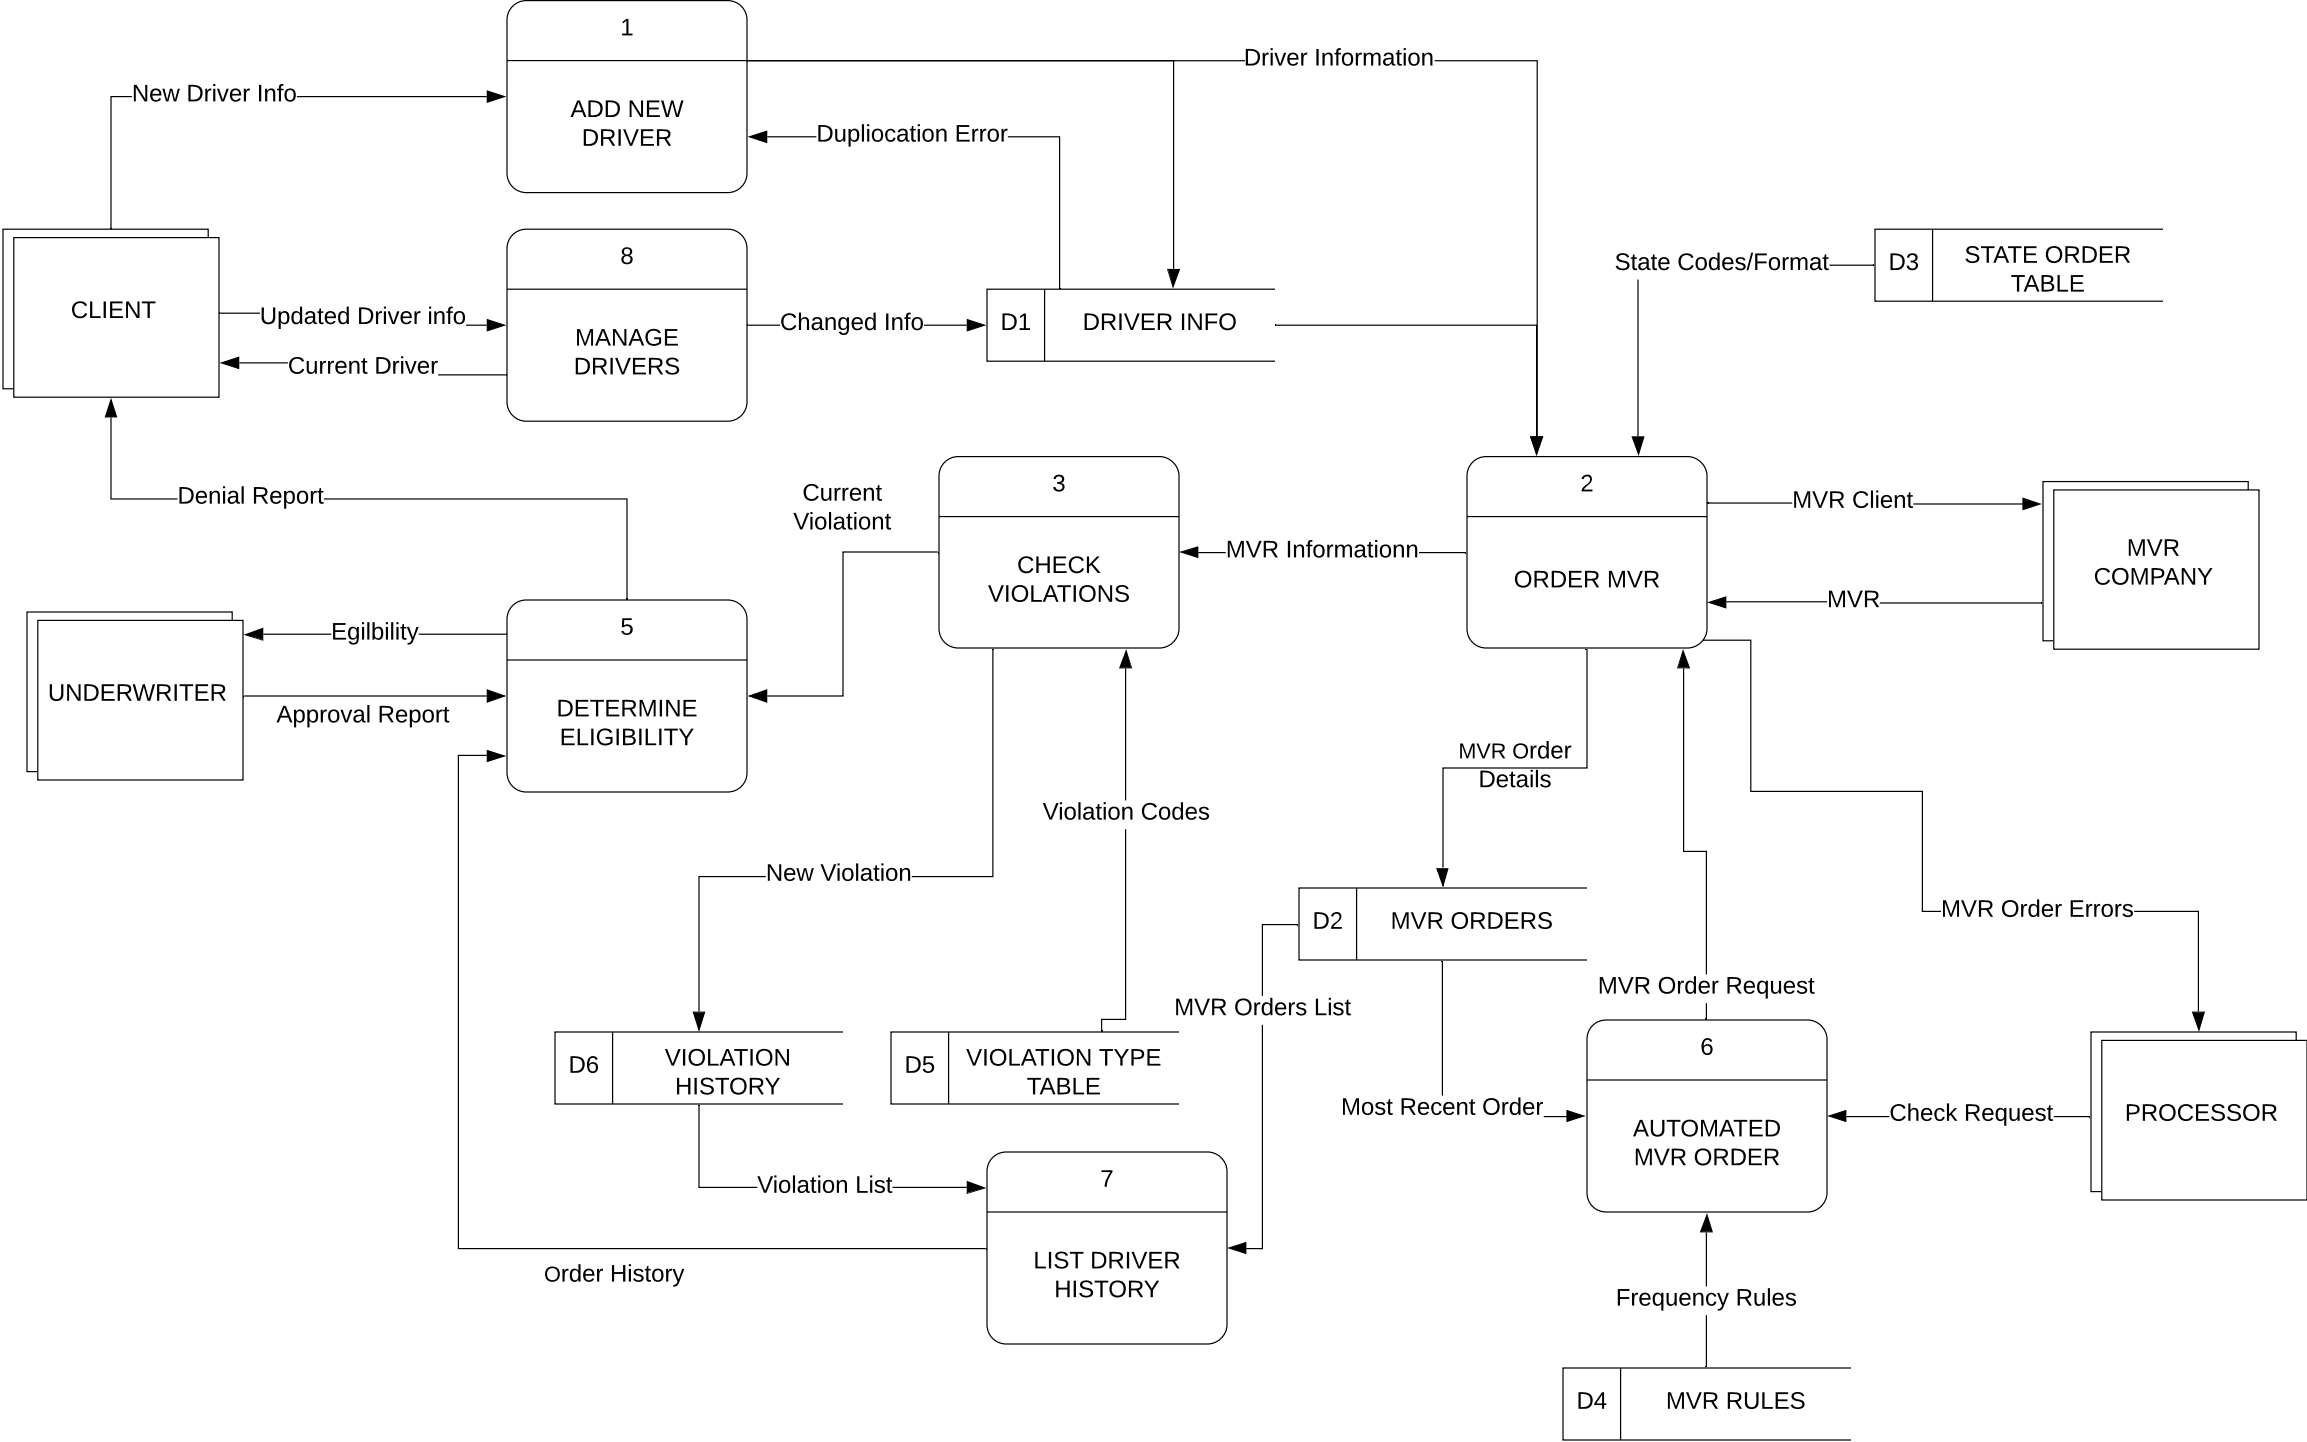 1
Driver Information
New Driver Info
ADD NEW
DRIVER
Dupliocation Error
8
STATE ORDER
TABLE
D3
State Codes/Format
CLIENT
Updated Driver info
MANAGE
DRIVERS
Changed Info
D1
DRIVER INFO
Current Driver
Denial Report
Current
Violationt
3
2
MVR Client
MVR Informationn
MVR
COMPANY
CHECK
VIOLATIONS
ORDER MVR
MVR
Egilbility
5
UNDERWRITER
Approval Report
DETERMINE
ELIGIBILITY
MVR Order
Details
Violation Codes
New Violation
D2
MVR ORDERS
MVR Order Errors
MVR Order Request
MVR Orders List
D6
VIOLATION
HISTORY
D5
VIOLATION TYPE
TABLE
6
Most Recent Order
AUTOMATED
MVR ORDER
Check Request
PROCESSOR
7
Violation List
LIST DRIVER
HISTORY
Order History
Frequency Rules
D4
MVR RULES